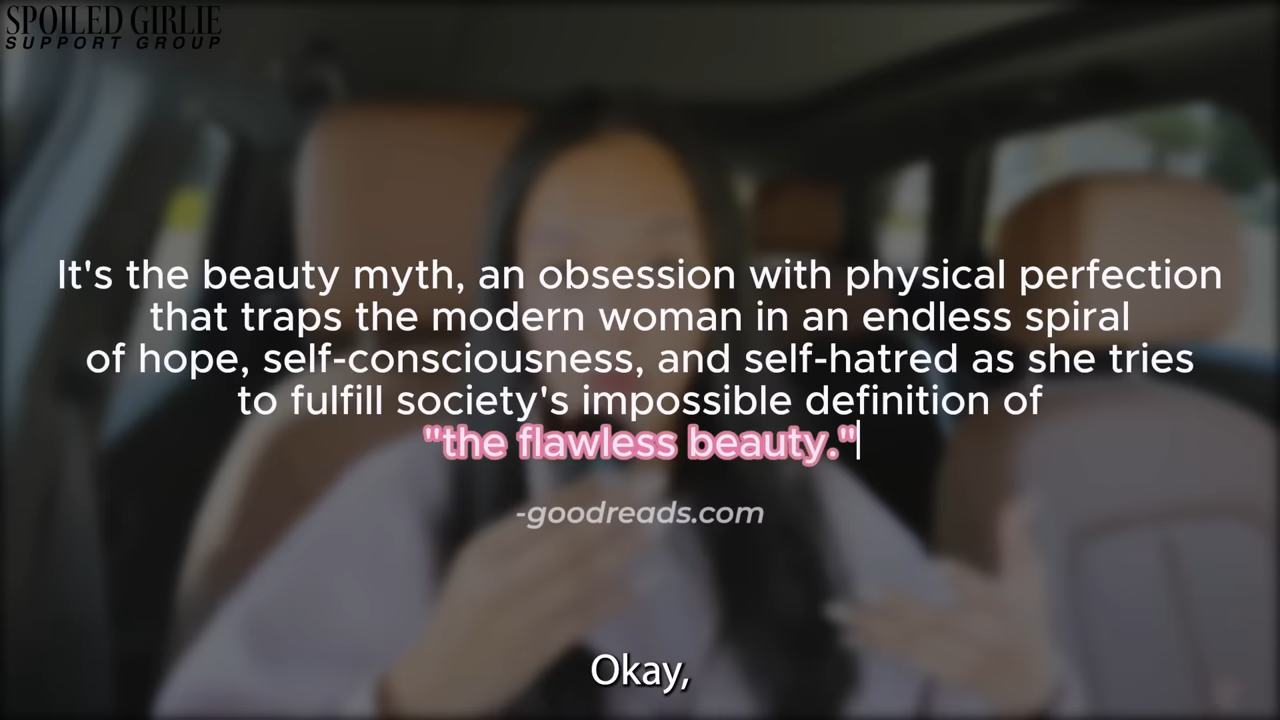 SPOILED GIRLIE
SUPPORT GROUP
It's the beauty myth, an obsession with physical perfection
that traps the modern woman in an endless spiral
of hope, self-consciousness, and self-hatred as she tries
to fulfill society's impossible definition of
"the flawless beauty."
-goodreads.com
Okay,